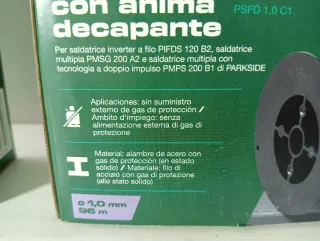 con anima
decapante
PSFD 1.0 C1
Per saldatrice inverter a filo PIFDS 120 B2, saldatrice
multipla PMSG 200 A2 e saldatrice multipla con
tecnologia a doppio impulso PMPS 200 B1 di PARKSIDE
Aplicaciones: sin suministro
externo de gas de protección /
Ambito d'impiego: senza
alimentazione esterna di gas di
protezione
Material: alambre de acero con
gas de protección (en estado
sólido) / Materiale: filo di
acciaio con gas di protezione
(allo stato solido)
ø 1,0 mm
96 m